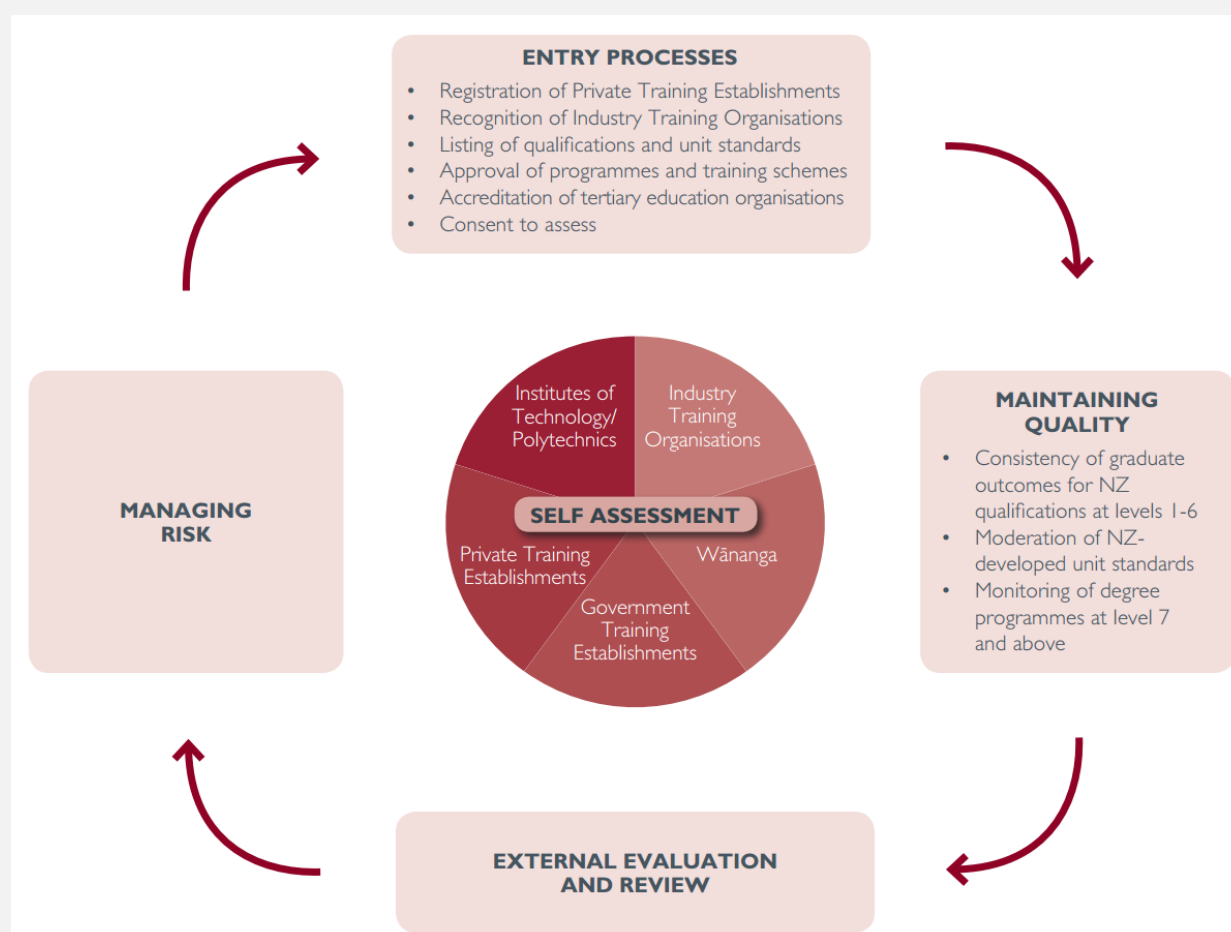 ENTRY PROCESSES
• Registration of Private Training Establishments
• Recognition of Industry Training Organisations
• Listing of qualifications and unit standards
• Approval of programmes and training schemes
• Accreditation of tertiary education organisations
• Consent to assess
MAINTAINING
QUALITY
• Consistency of graduate
outcomes for NZ
qualifications at levels 1-6
• Moderation of NZ-
developed unit standards
• Monitoring of degree
programmes at level 7
and above
EXTERNAL EVALUATION
AND REVIEW
MANAGING
RISK
Institutes of
Technology/
Polytechnics
Industry
Training
Organisations
SELF ASSESSMENT
Private Training
Establishments
Wānanga
Government
Training
Establishments